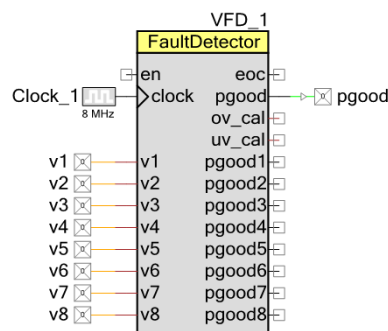 VFD_1
FaultDetector
en eoc
Clock_1 clock pgood pgood
8 MHz
ov_cal
uv_cal
v1 v1 pgood1
v2 v2 pgood2
v3 v3 pgood3
v4 v4 pgood4
v5 v5 pgood5
v6 v6 pgood6
v7 v7 pgood7
v8 v8 pgood8